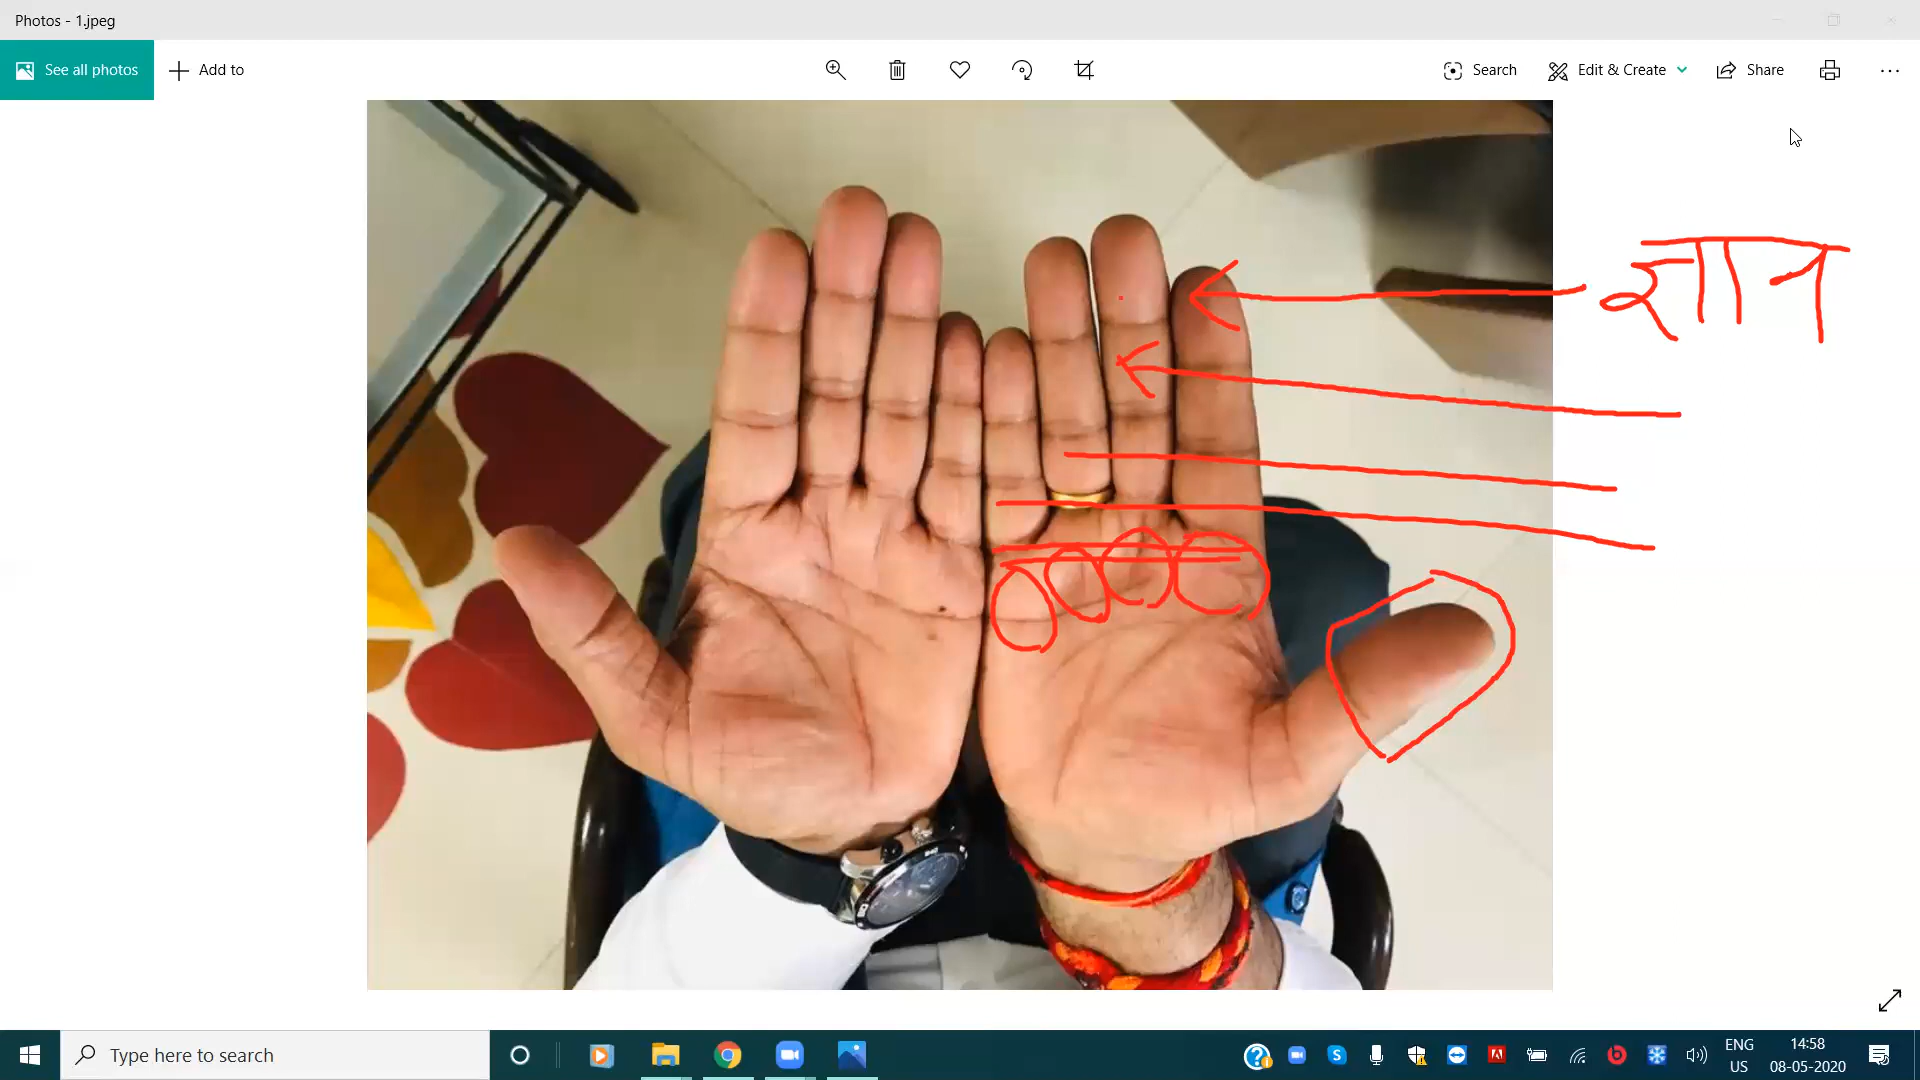 Photos - 1.jpeg
See all photos
Add to
Search
Edit & Create
Share
ज्ञान
Type here to search
ENG
US
14:58
08-05-2020